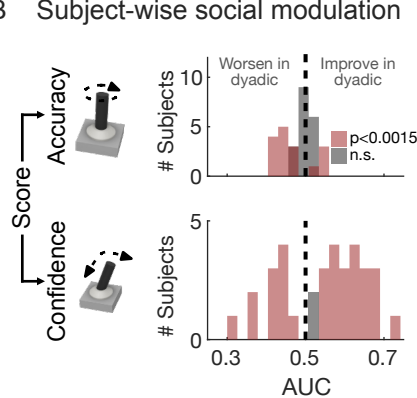 B Subject-wise social modulation
Score
Accuracy
# Subjects
10
5
0
Worsen in
dyadic
Improve in
dyadic
p<0.0015
n.s.
Confidence
# Subjects
5
0
0.3 0.5 0.7
AUC